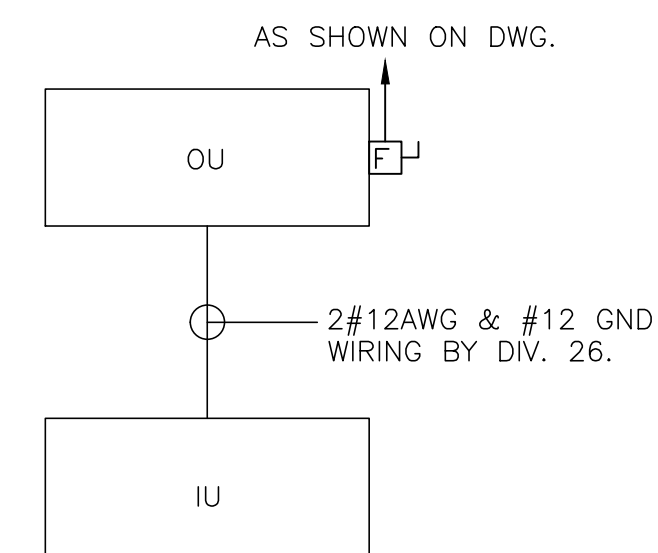 AS SHOWN ON DWG.
OU
F
2#12AWG & #12 GND
WIRING BY DIV. 26.
IU